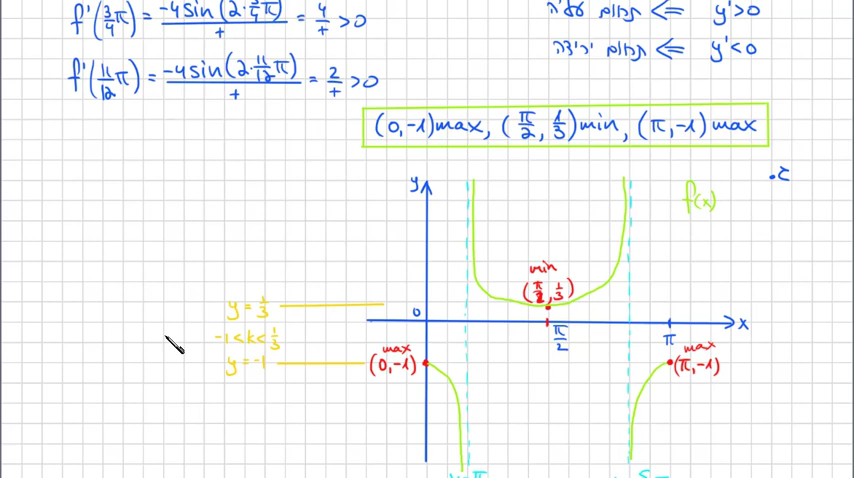 f'(3/4 π) = -4sin(2·3/4π)/+ = 4/+ >0
תחום עליה ⇐ y'>0
תחום ירידה ⇐ y'<0
f'(11/12 π) = -4sin(2·11/12π)/+ = 2/+ >0
(0,-1)max, (π/2, 1/3)min, (π,-1)max
ג.
y
f(x)
min
(π/2, 1/3)
y = 1/3
0
-1<k<1/3
x
π/2
π
y = -1
max
(0,-1)
max
(π,-1)